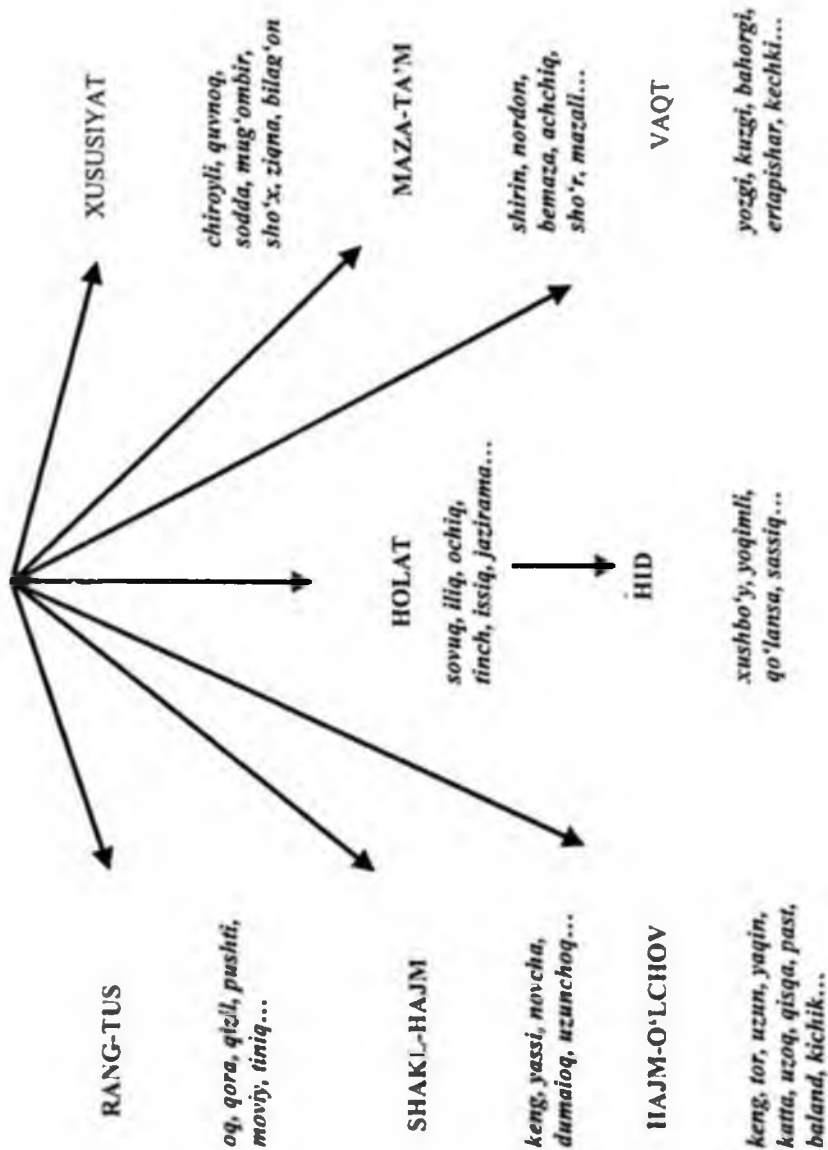 RANG-TUS
oq, qora, qizil, pushti,
moviy, tiniq...
SHAKL-HAJM
keng, yassi, novcha,
dumaioq, uzunchoq...
HAJM-O‘LCHOV
keng, tor, uzun, yaqin,
katta, uzoq, qisqa, past,
baland, kichik...
HOLAT
sovuq, iliq, ochiq,
tinch, issiq, jazirama...
HID
xushbo‘y, yoqimli,
qo‘lansa, sassiq...
XUSUSIYAT
chiroyli, quvnoq,
sodda, mug‘ombir,
sho‘x, ziqna, bilag‘on
MAZA-TA’M
shirin, nordon,
bemaza, achchiq,
sho‘r, mazali...
VAQT
yozgi, kuzgi, bahorgi,
ertapishar, kechki...